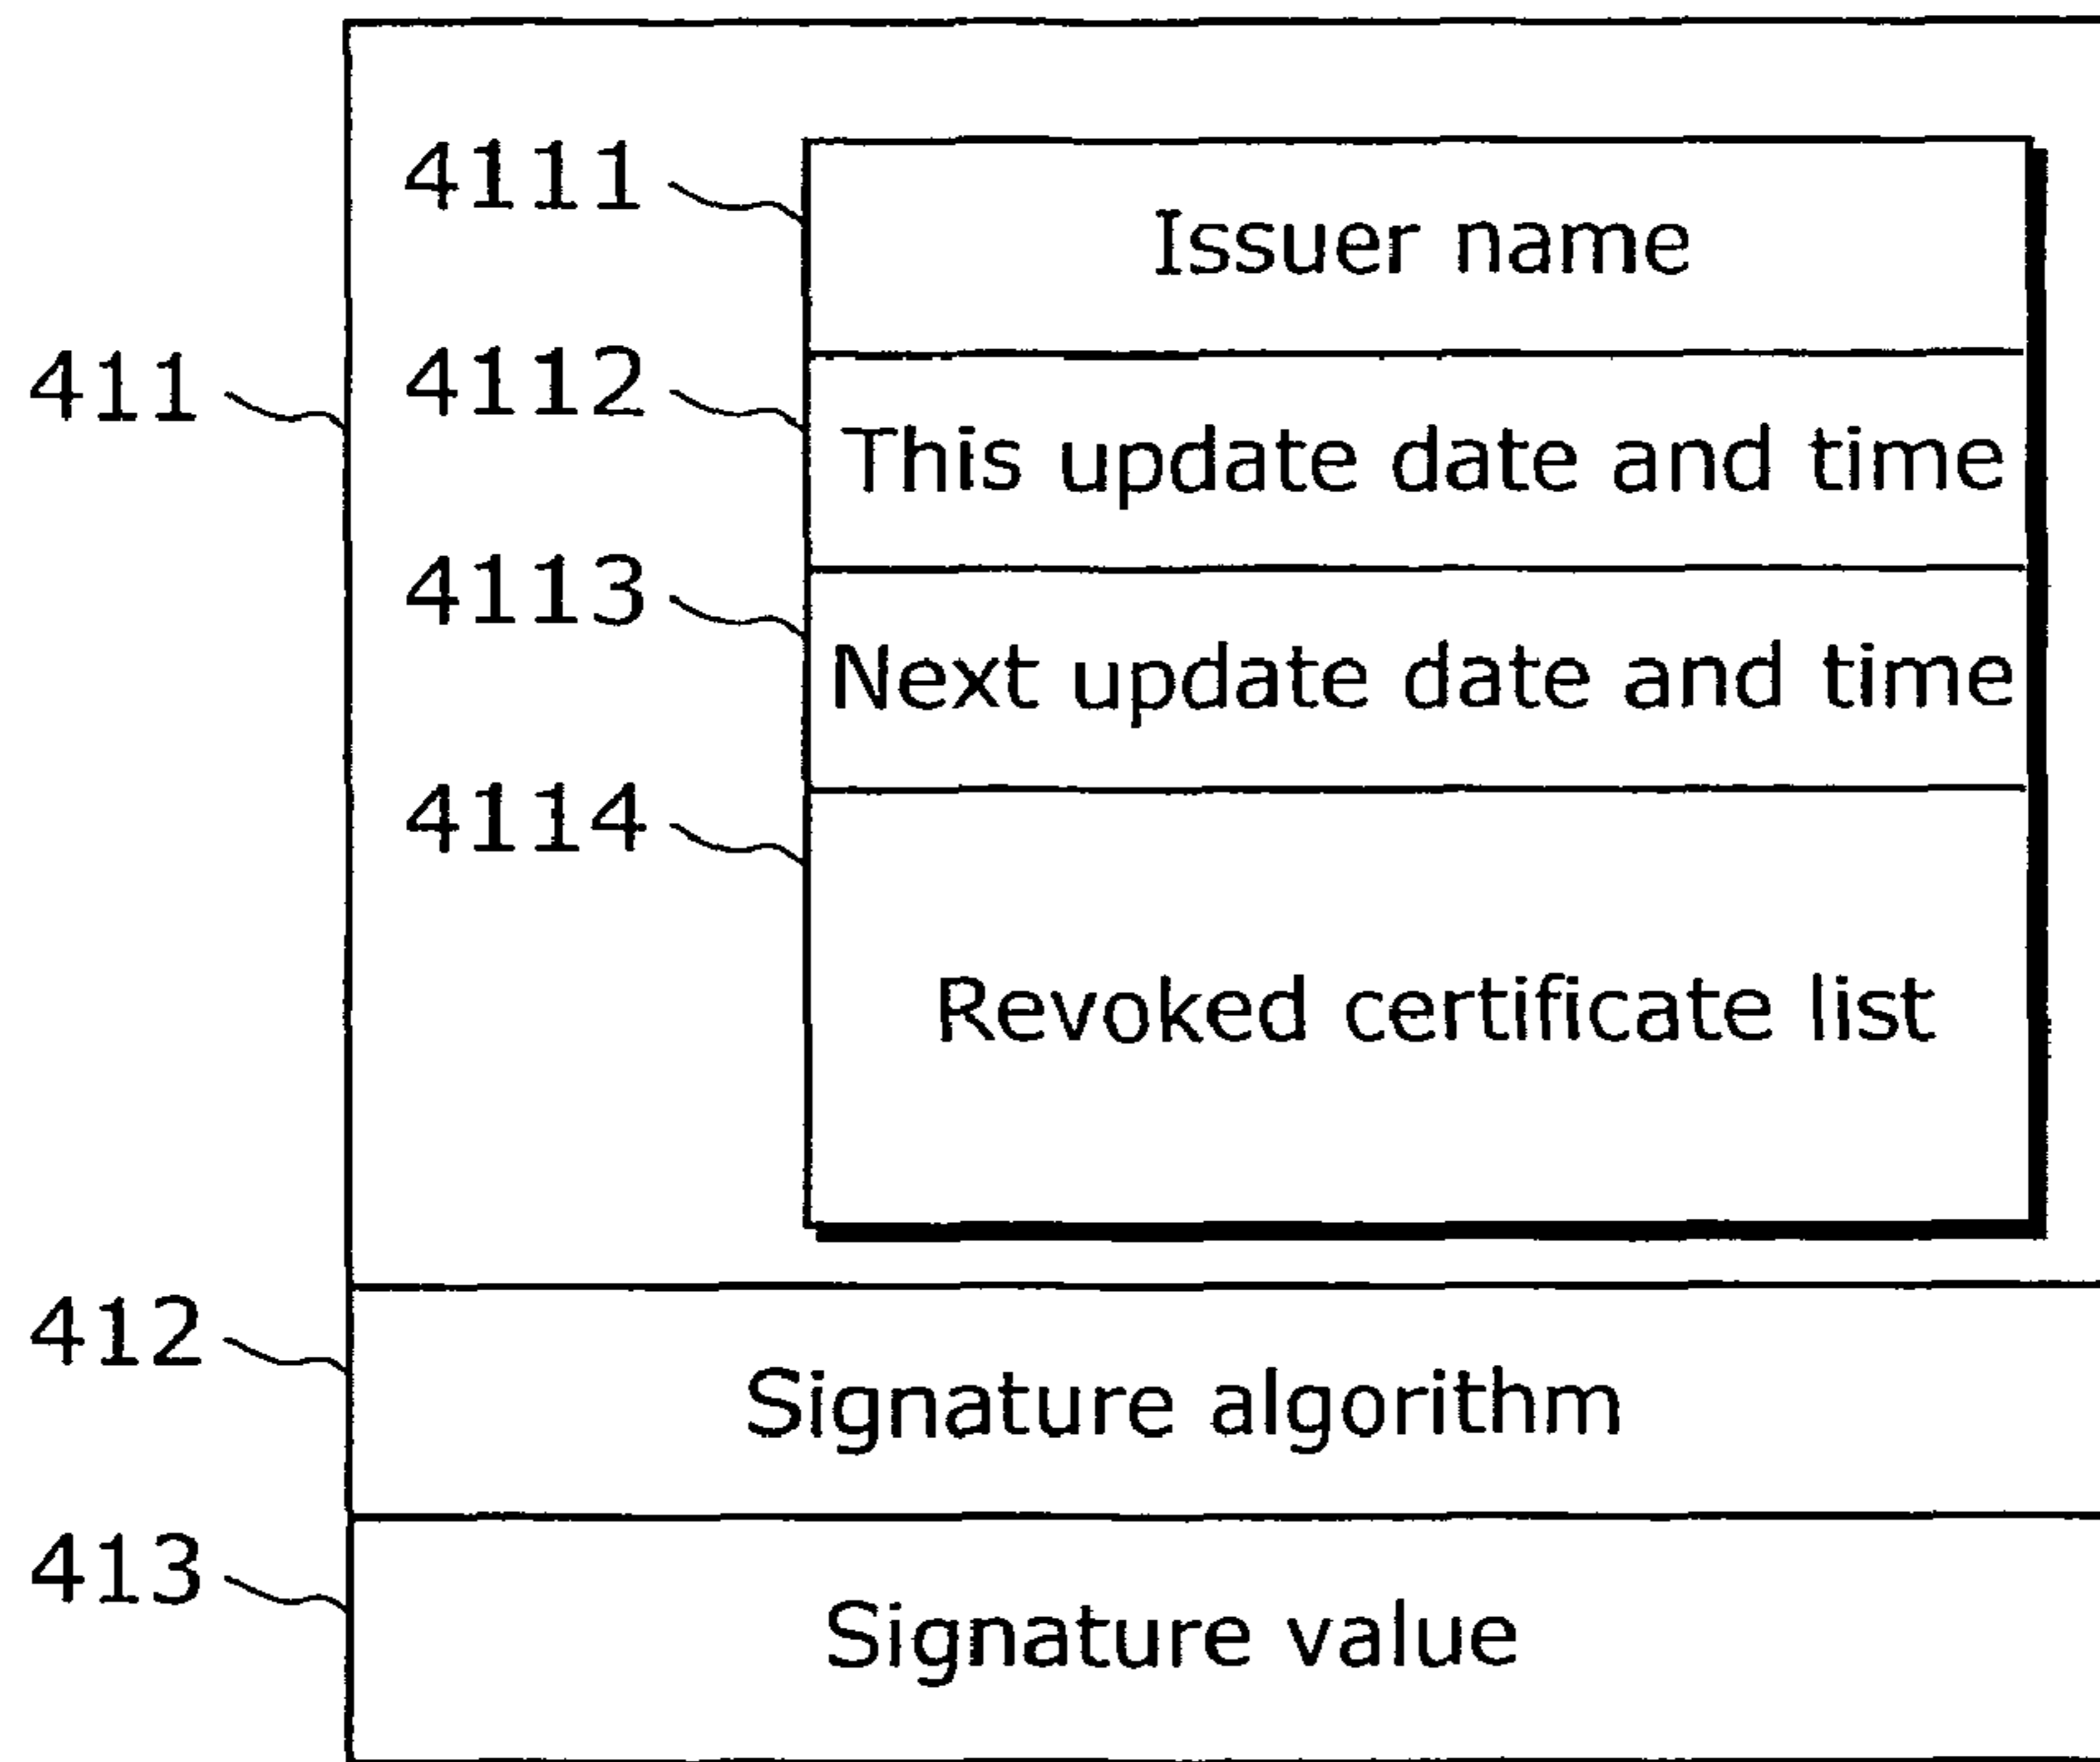 4111
Issuer name
411
4112
This update date and time
4113
Next update date and time
4114
Revoked certificate list
412
Signature algorithm
413
Signature value